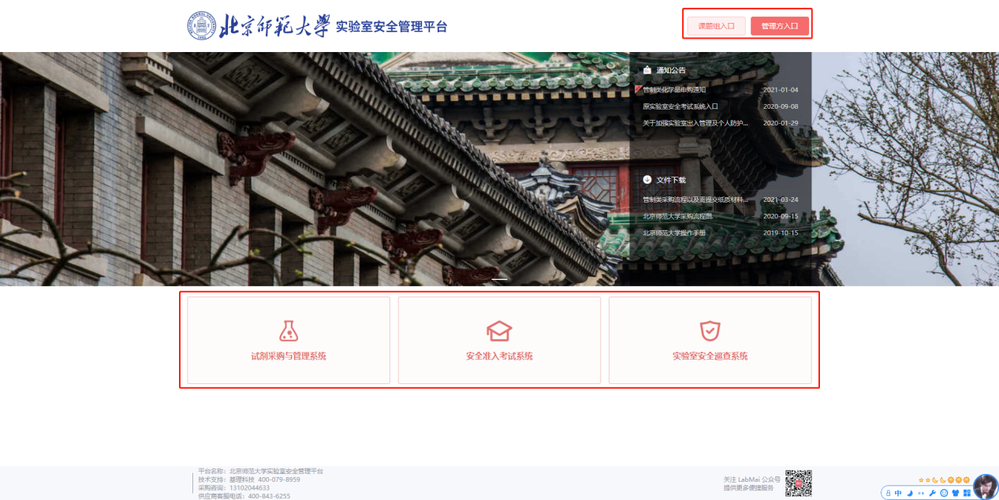 北京师范大学 实验室安全管理平台
课题组入口 管理方入口
通知公告
管制类化学品申购通知 2021-01-04
原实验室安全考试系统入口 2020-09-08
关于加强实验室出入管理及个人防护... 2020-01-29
文件下载
管制类采购流程以及需提交纸质材料... 2021-03-24
北京师范大学采购流程图. 2020-09-15
北京师范大学操作手册 2019-10-15
试剂采购与管理系统 安全准入考试系统 实验室安全巡查系统
平台名称：北京师范大学实验室安全管理平台
技术支持：基理科技 400-079-8959
采购咨询：13102044633
供应商客服电话：400-843-6255
关注 LabMai 公众号
提供更多便捷服务
中